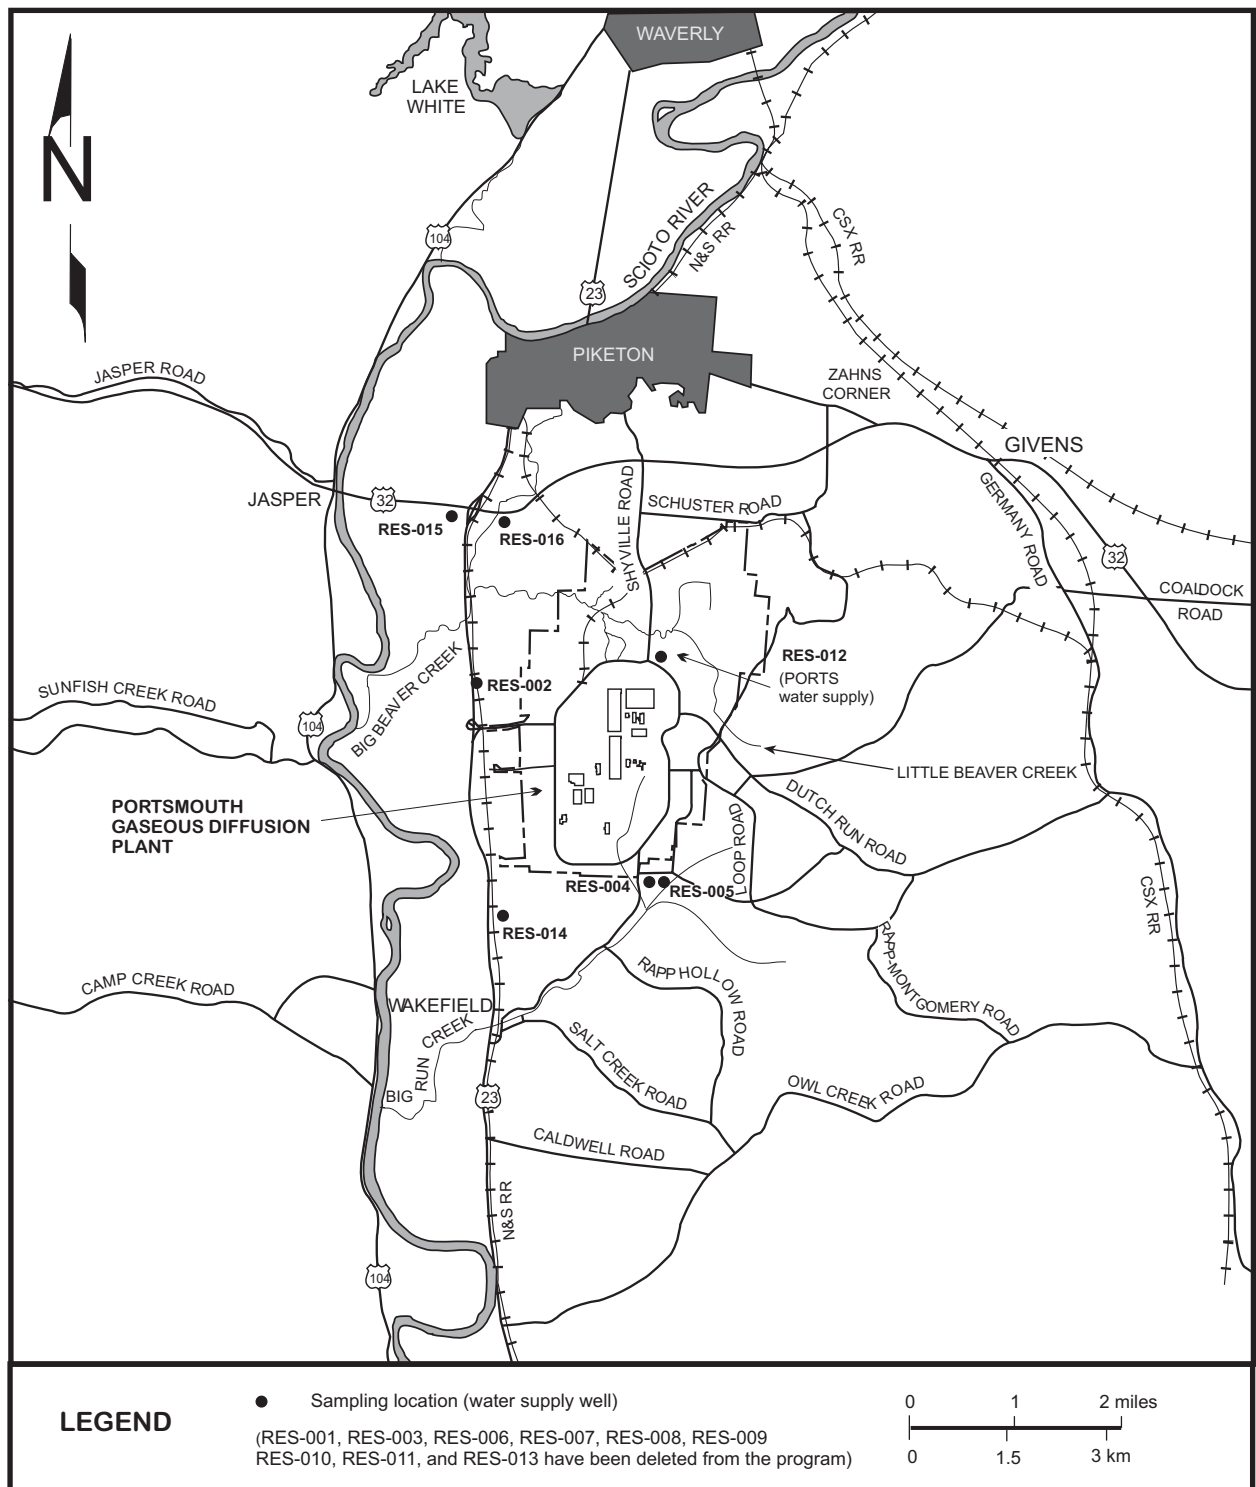 WAVERLY
LAKE
WHITE
N
SCIOTO RIVER
N&S RR
CSX RR
104
23
PIKETON
JASPER ROAD
ZAHNS
CORNER
GIVENS
JASPER
32
RES-015
RES-016
SHYVILLE ROAD
SCHUSTER ROAD
GERMANY ROAD
32
COALDOCK
ROAD
BIG BEAVER CREEK
RES-002
RES-012
(PORTS
water supply)
SUNFISH CREEK ROAD
104
LITTLE BEAVER CREEK
PORTSMOUTH
GASEOUS DIFFUSION
PLANT
DUTCH RUN ROAD
LOOP ROAD
RES-004
RES-005
CSX RR
RES-014
RAPP HOLLOW ROAD
RAPP-MONTGOMERY ROAD
CAMP CREEK ROAD
WAKEFIELD
BIG RUN CREEK
SALT CREEK ROAD
23
OWL CREEK ROAD
CALDWELL ROAD
N&S RR
104
LEGEND
Sampling location (water supply well)
(RES-001, RES-003, RES-006, RES-007, RES-008, RES-009
RES-010, RES-011, and RES-013 have been deleted from the program)
0 1 2 miles
0 1.5 3 km